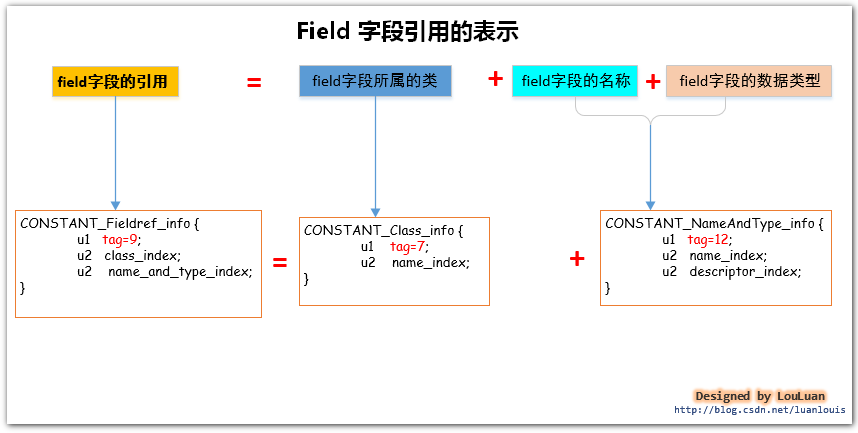 Field 字段引用的表示
field字段的引用 = field字段所属的类 + field字段的名称 + field字段的数据类型
CONSTANT_Fieldref_info {
u1 tag=9;
u2 class_index;
u2 name_and_type_index;
}
=
CONSTANT_Class_info {
u1 tag=7;
u2 name_index;
}
+
CONSTANT_NameAndType_info {
u1 tag=12;
u2 name_index;
u2 descriptor_index;
}
Designed by LouLuan
http://blog.csdn.net/luanlouis